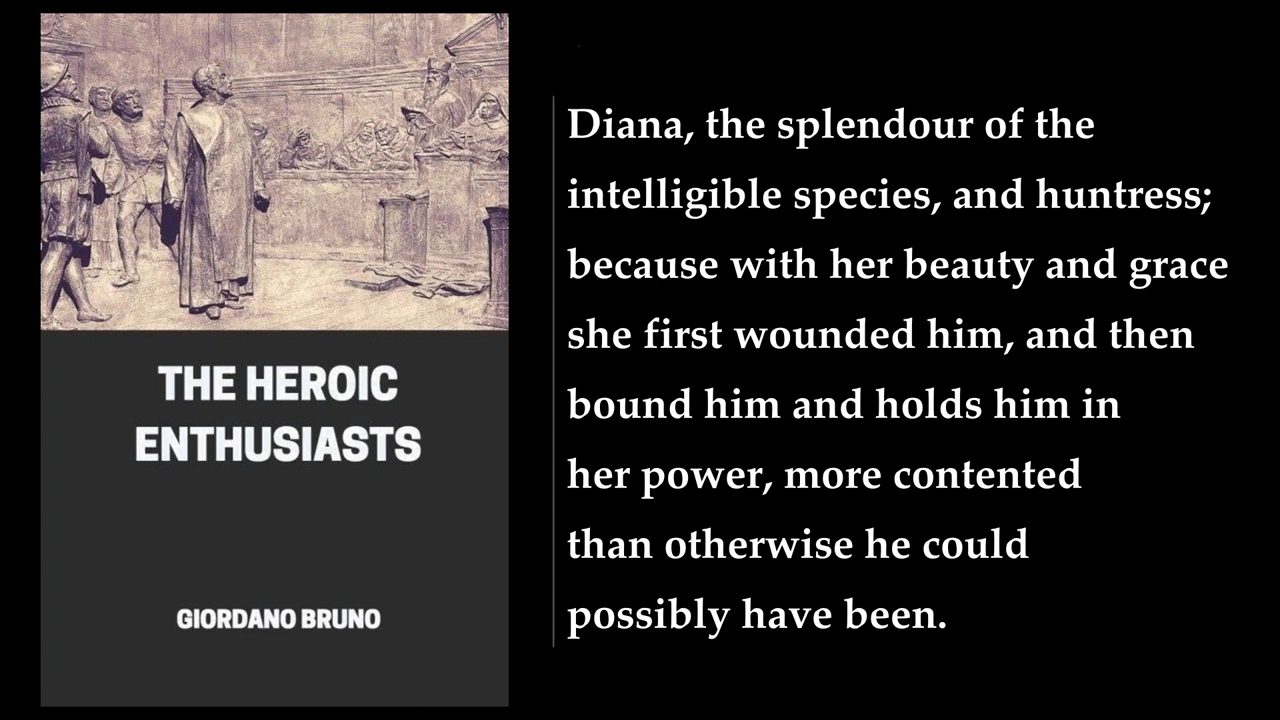 THE HEROIC
ENTHUSIASTS
GIORDANO BRUNO
Diana, the splendour of the
intelligible species, and huntress;
because with her beauty and grace
she first wounded him, and then
bound him and holds him in
her power, more contented
than otherwise he could
possibly have been.